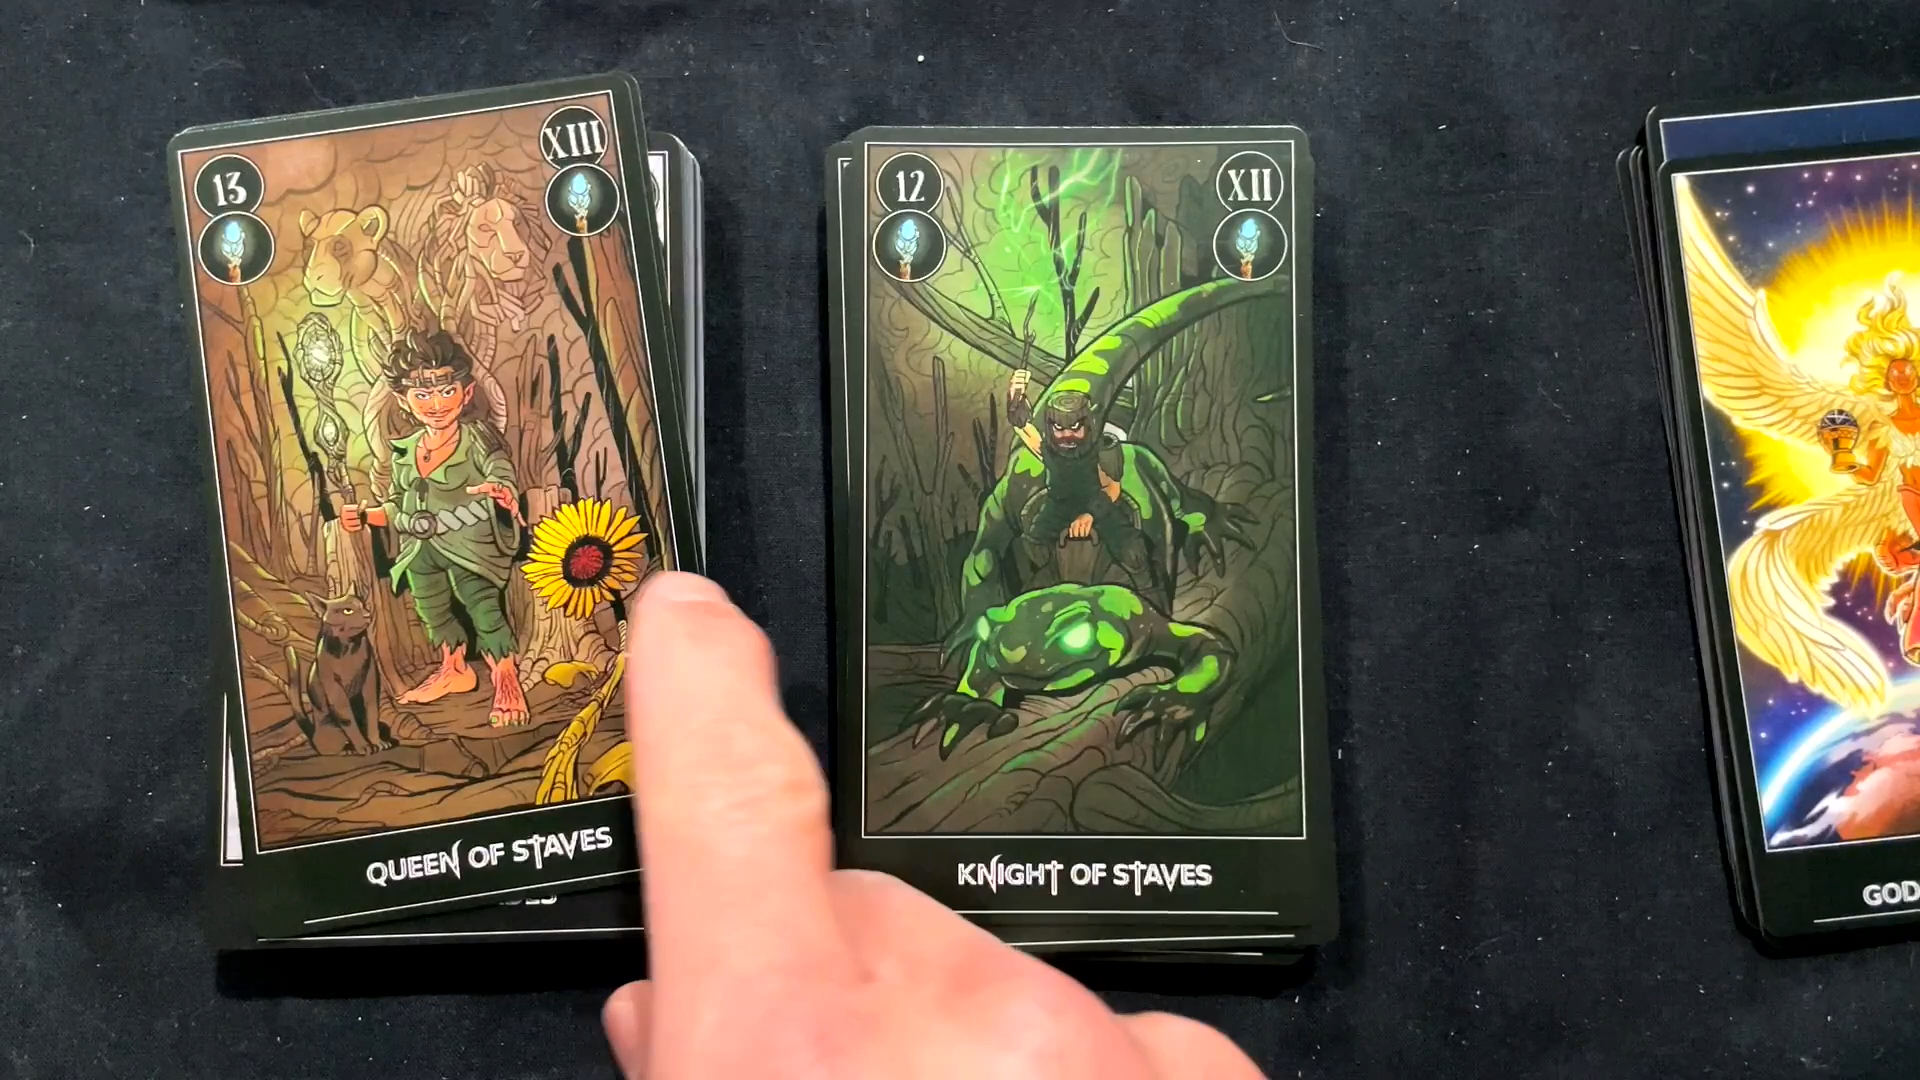 13
XIII
QUEEN OF STAVES
12
XII
KNIGHT OF STAVES
GOD